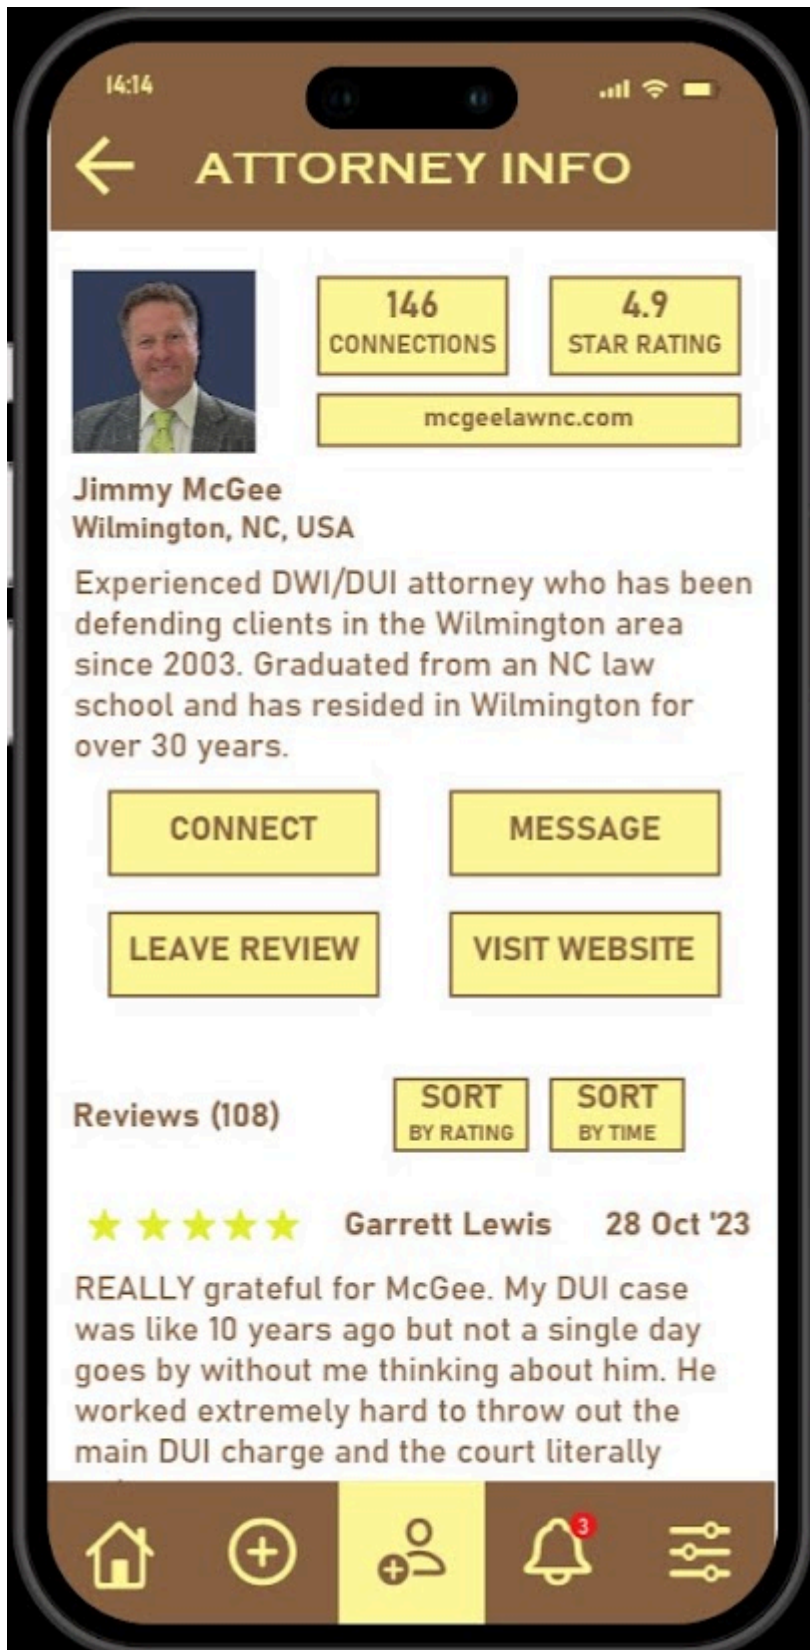 14:14
ATTORNEY INFO
146
CONNECTIONS
4.9
STAR RATING
mcgeelawnc.com
Jimmy McGee
Wilmington, NC, USA
Experienced DWI/DUI attorney who has been
defending clients in the Wilmington area
since 2003. Graduated from an NC law
school and has resided in Wilmington for
over 30 years.
CONNECT
MESSAGE
LEAVE REVIEW
VISIT WEBSITE
Reviews (108)
SORT
BY RATING
SORT
BY TIME
Garrett Lewis 28 Oct '23
REALLY grateful for McGee. My DUI case
was like 10 years ago but not a single day
goes by without me thinking about him. He
worked extremely hard to throw out the
main DUI charge and the court literally
3